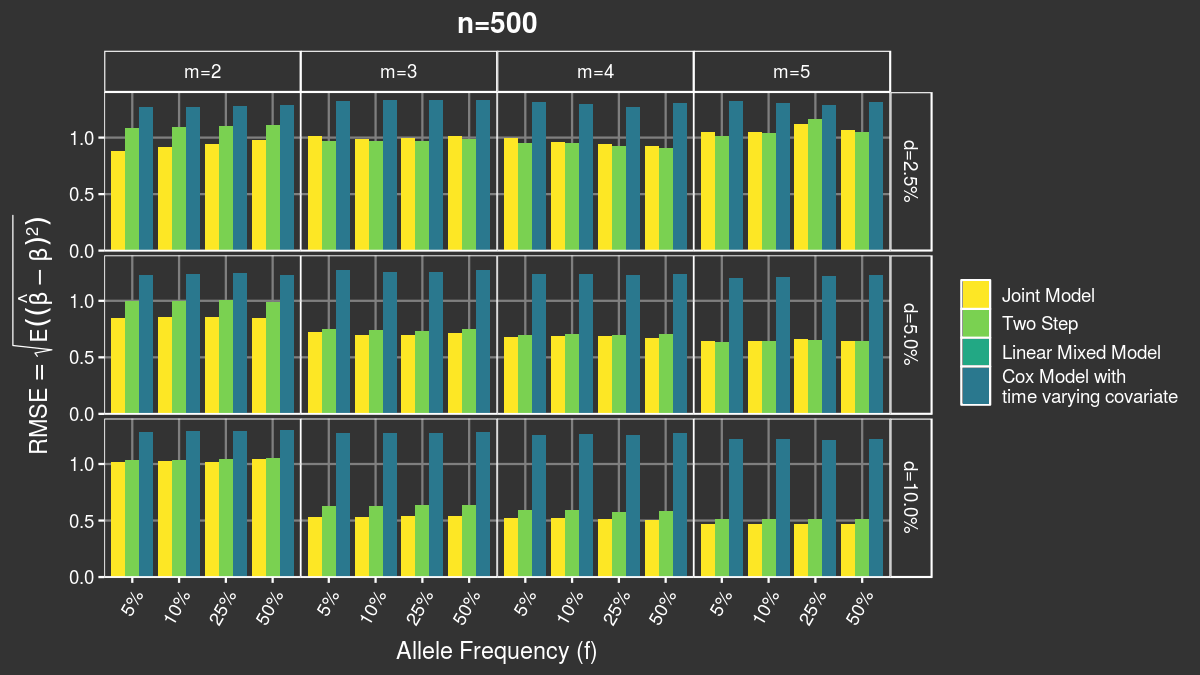 n=500
m=2 m=3 m=4 m=5
1.0
0.5
0.0
d=2.5%
1.0
0.5
0.0
d=5.0%
1.0
0.5
0.0
d=10.0%
RMSE = √E((β̂ − β)²)
5% 10% 25% 50% 5% 10% 25% 50% 5% 10% 25% 50% 5% 10% 25% 50%
Allele Frequency (f)
Joint Model
Two Step
Linear Mixed Model
Cox Model with
time varying covariate